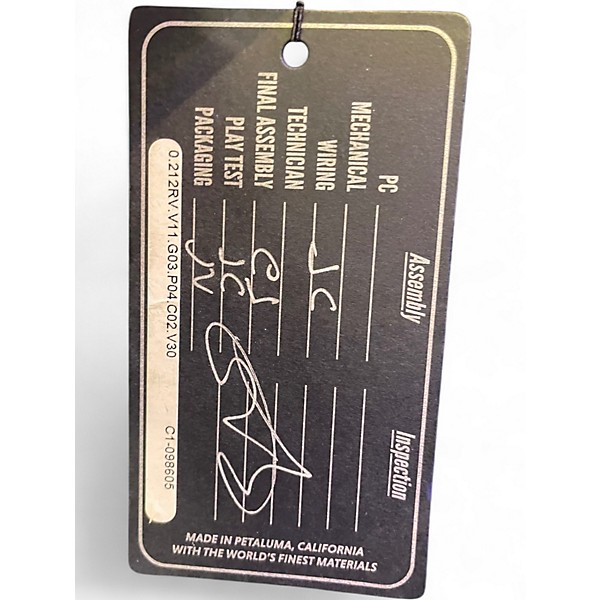 Assembly Inspection
PC
MECHANICAL
WIRING JC
TECHNICIAN
FINAL ASSEMBLY CJ
PLAY TEST JC
PACKAGING JV
0.212RV.V11.G03.P04.C02.V30 C1-098605
MADE IN PETALUMA, CALIFORNIA
WITH THE WORLD'S FINEST MATERIALS